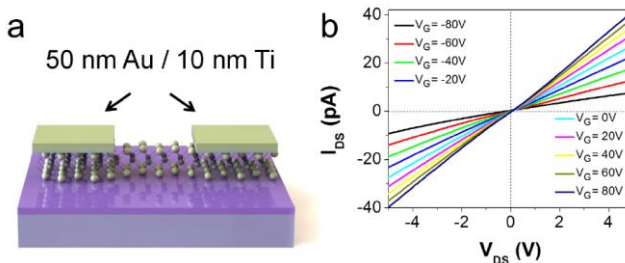 a
50 nm Au / 10 nm Ti
b
I_DS (pA)
40
20
0
-20
-40
V_G= -80V
V_G= -60V
V_G= -40V
V_G= -20V
V_G= 0V
V_G= 20V
V_G= 40V
V_G= 60V
V_G= 80V
-4 -2 0 2 4
V_DS (V)